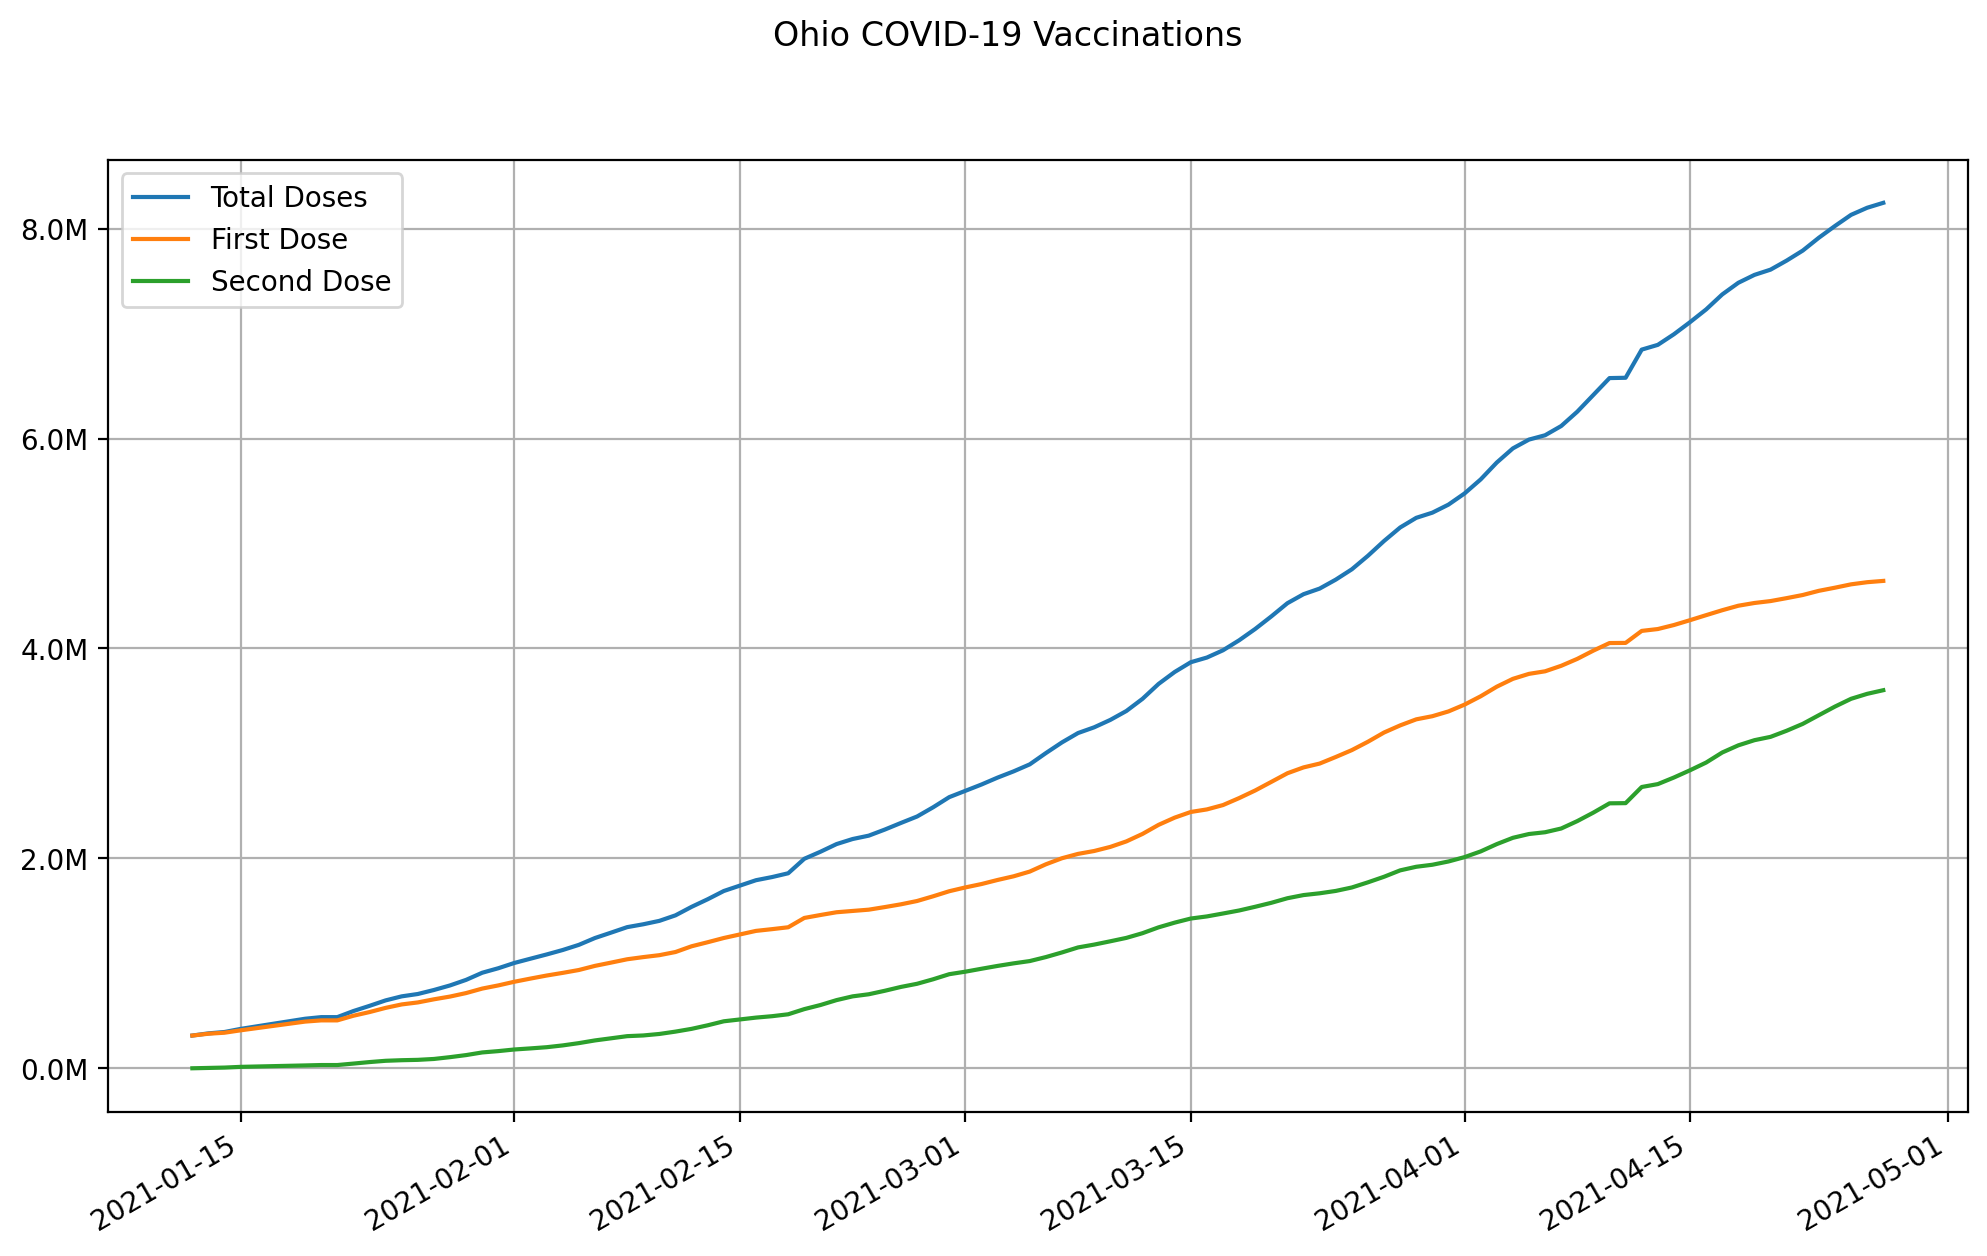 Ohio COVID-19 Vaccinations
Total Doses
First Dose
Second Dose
8.0M
6.0M
4.0M
2.0M
0.0M
2021-01-15
2021-02-01
2021-02-15
2021-03-01
2021-03-15
2021-04-01
2021-04-15
2021-05-01